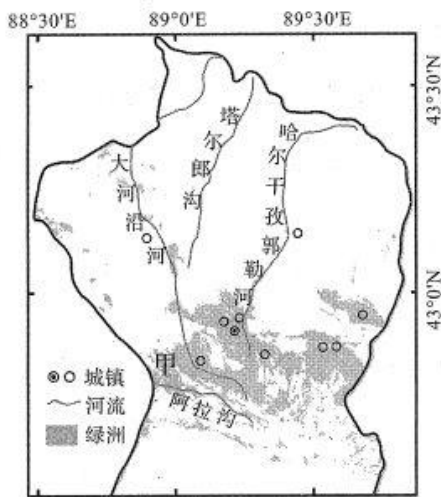 88°30′E 89°0′E 89°30′E
43°30′N
43°0′N
大河沿河
塔尔郎沟
哈尔干孜郭勒河
甲
阿拉沟
城镇
河流
绿洲